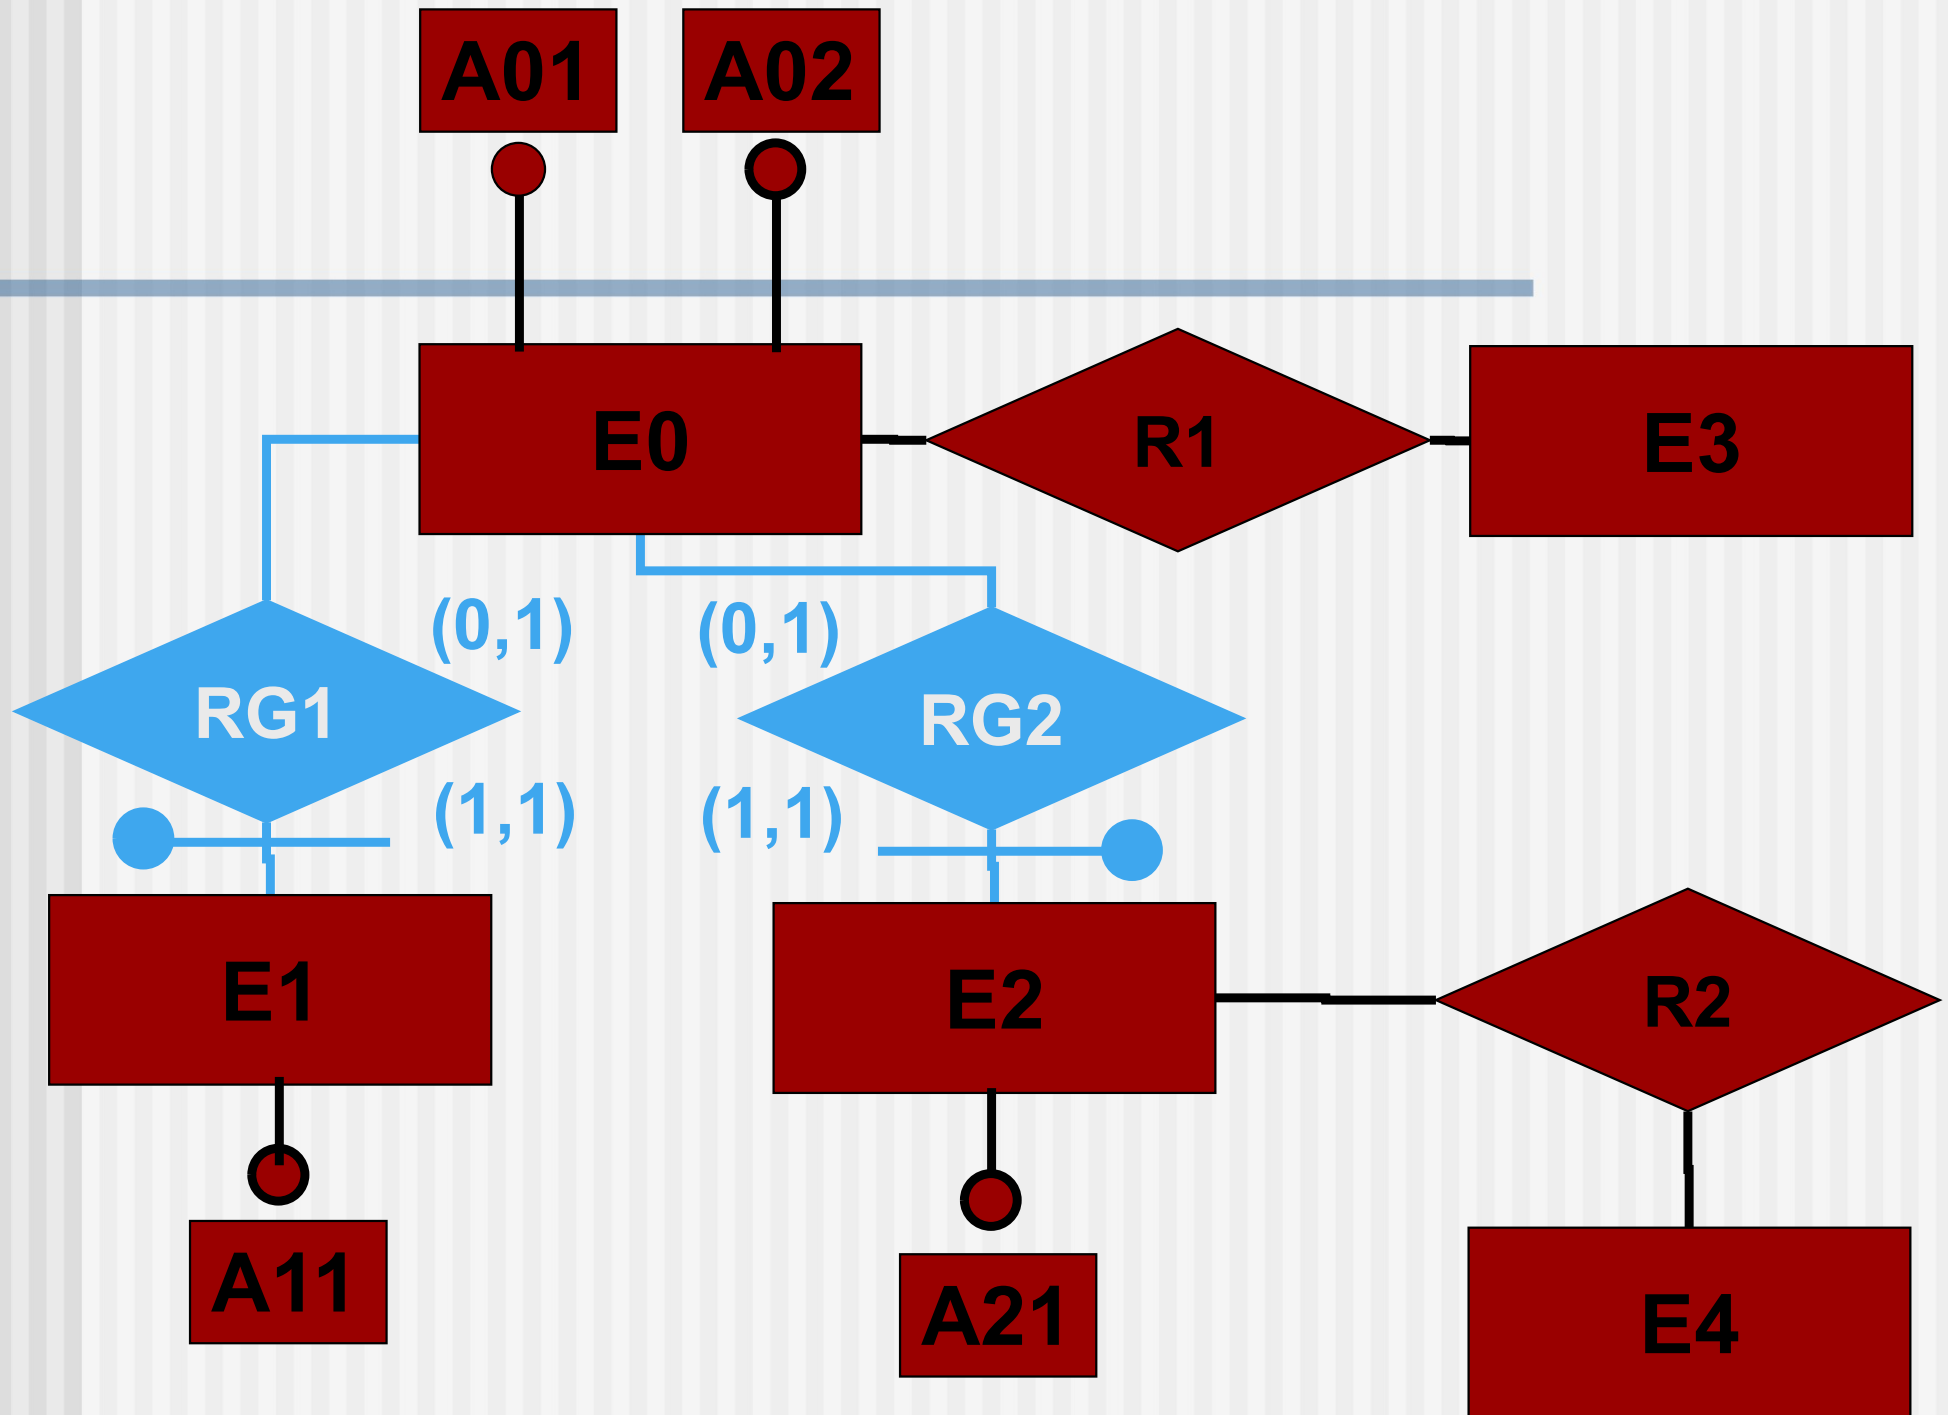 A01 A02
E0 R1 E3
(0,1) (0,1)
RG1 RG2
(1,1) (1,1)
E1 E2 R2
A11 A21 E4